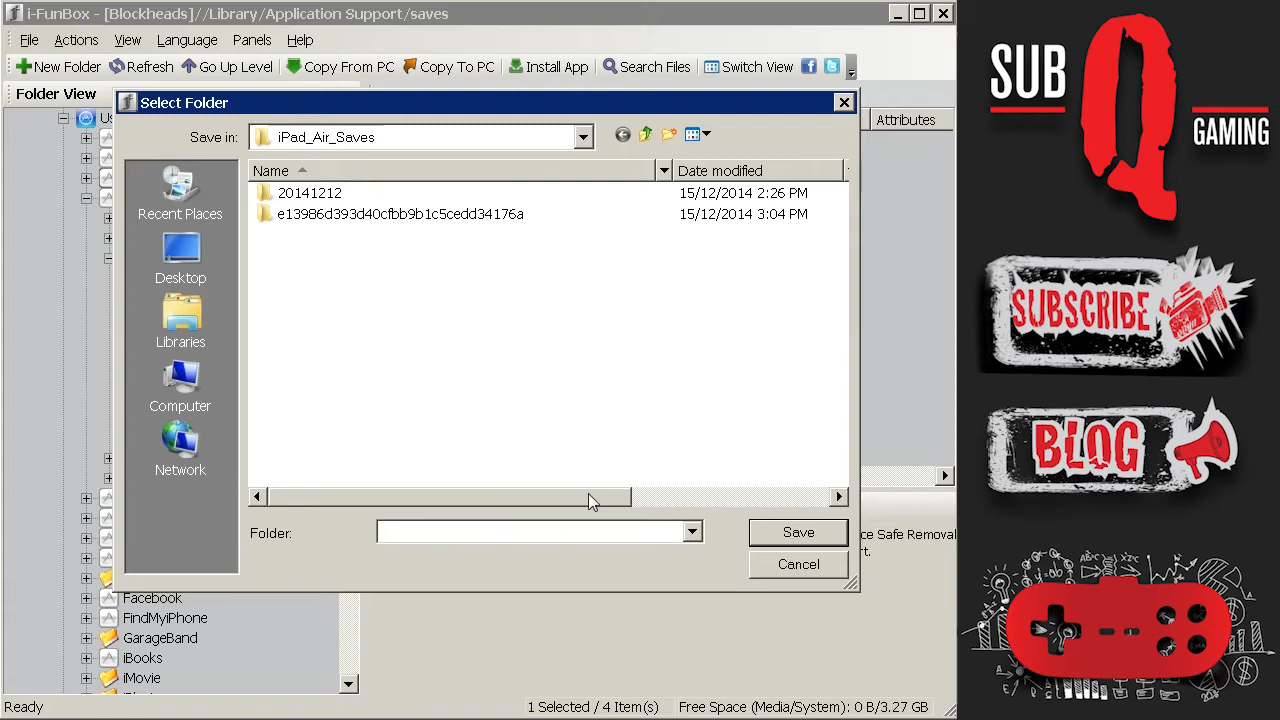 i-FunBox - [Blockheads]//Library/Application Support/saves
File Actions View Language Panels Help
New Folder Refresh Go Up Level Copy From PC Copy To PC Install App Search Files Switch View
Folder View
Select Folder
Attributes
Save in: iPad_Air_Saves
Name Date modified
20141212 15/12/2014 2:26 PM
e13986d393d40cfbb9b1c5cedd34176a 15/12/2014 3:04 PM
Recent Places
Desktop
Libraries
Computer
Network
Folder: Save
Cancel
ce Safe Removal
t.
Facebook
FindMyiPhone
GarageBand
iBooks
iMovie
Ready 1 Selected / 4 Item(s) Free Space (Media/System): 0 B/3.27 GB
SUB Q GAMING
SUBSCRIBE
BLOG